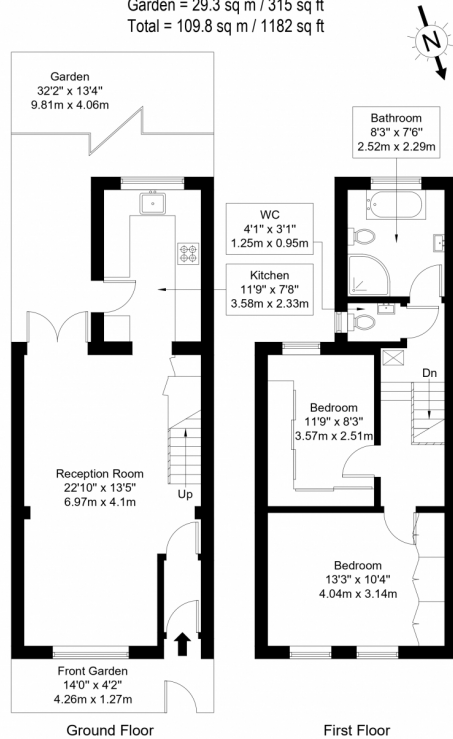 Garden = 29.3 sq m / 315 sq ft
Total = 109.8 sq m / 1182 sq ft
N
Garden
32'2" x 13'4"
9.81m x 4.06m
Bathroom
8'3" x 7'6"
2.52m x 2.29m
WC
4'1" x 3'1"
1.25m x 0.95m
Kitchen
11'9" x 7'8"
3.58m x 2.33m
Dn
Bedroom
11'9" x 8'3"
3.57m x 2.51m
Reception Room
22'10" x 13'5"
6.97m x 4.1m
Up
Bedroom
13'3" x 10'4"
4.04m x 3.14m
Front Garden
14'0" x 4'2"
4.26m x 1.27m
Ground Floor
First Floor